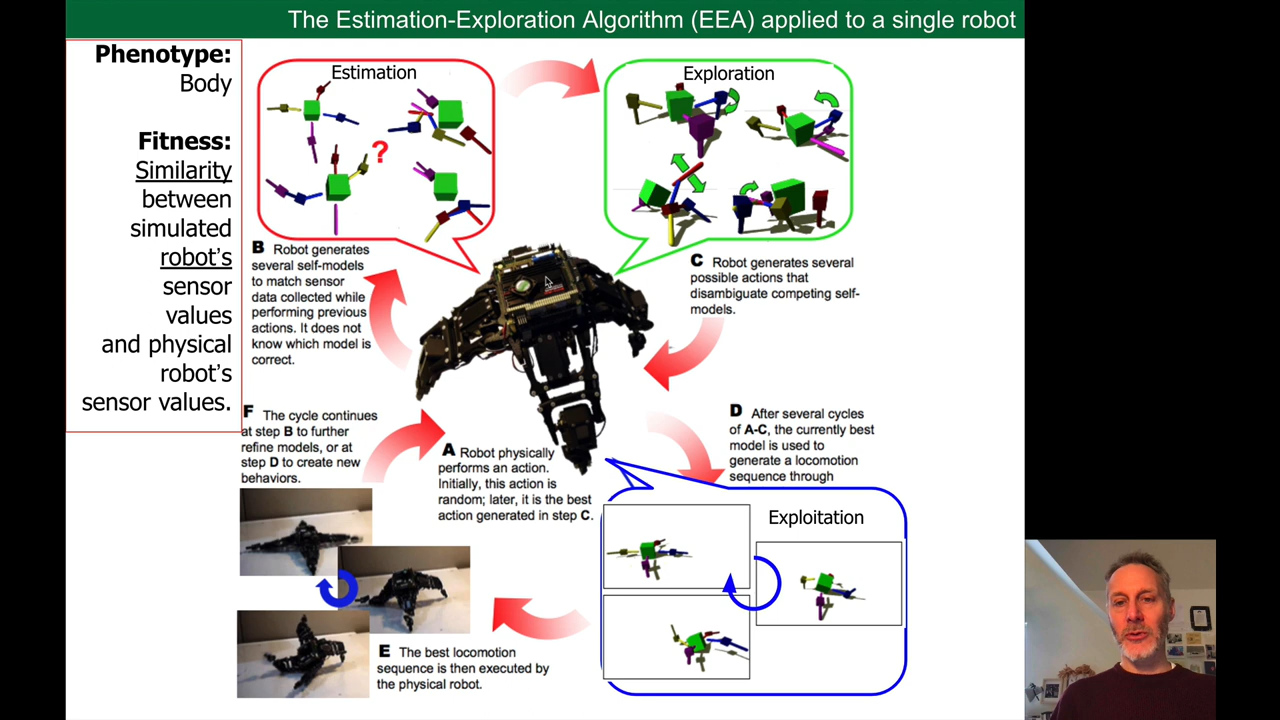 The Estimation-Exploration Algorithm (EEA) applied to a single robot
Phenotype:
Body
Fitness:
Similarity
between
simulated
robot’s
sensor
values
and physical
robot’s
sensor values.
Estimation
?
Exploration
B Robot generates
several self-models
to match sensor
data collected while
performing previous
actions. It does not
know which model is
correct.
C Robot generates several
possible actions that
disambiguate competing self-
models.
F The cycle continues
at step B to further
refine models, or at
step D to create new
behaviors.
A Robot physically
performs an action.
Initially, this action is
random; later, it is the best
action generated in step C.
D After several cycles
of A-C, the currently best
model is used to
generate a locomotion
sequence through
Exploitation
E The best locomotion
sequence is then executed by
the physical robot.